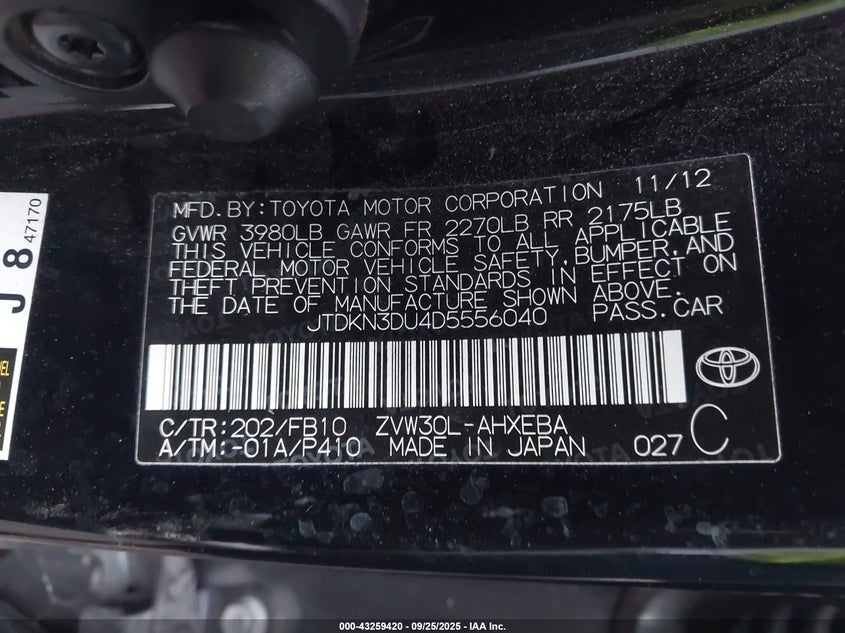 MFD. BY: TOYOTA MOTOR CORPORATION 11/12
GVWR 3980LB GAWR FR 2270LB RR 2175LB
THIS VEHICLE CONFORMS TO ALL APPLICABLE
FEDERAL MOTOR VEHICLE SAFETY, BUMPER, AND
THEFT PREVENTION STANDARDS IN EFFECT ON
THE DATE OF MANUFACTURE SHOWN ABOVE.
JTDKN3DU4D5556040 PASS. CAR
C/TR: 202/FB10 ZVW30L-AHXEBA
A/TM: -01A/P410 MADE IN JAPAN 027 C
J 8 47170
000-43259420 - 09/25/2025 - IAA Inc.